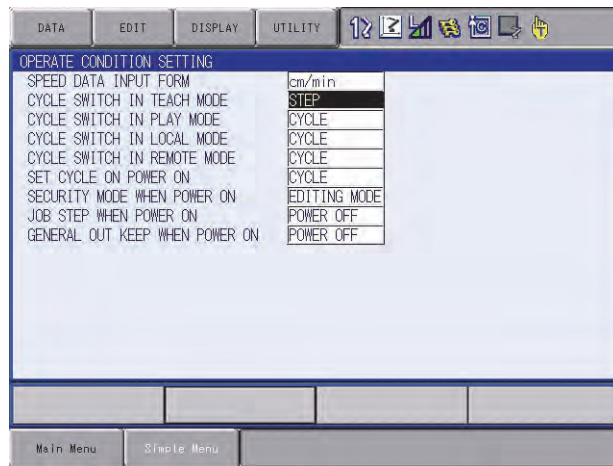 DATA EDIT DISPLAY UTILITY
OPERATE CONDITION SETTING
SPEED DATA INPUT FORM cm/min
CYCLE SWITCH IN TEACH MODE STEP
CYCLE SWITCH IN PLAY MODE CYCLE
CYCLE SWITCH IN LOCAL MODE CYCLE
CYCLE SWITCH IN REMOTE MODE CYCLE
SET CYCLE ON POWER ON CYCLE
SECURITY MODE WHEN POWER ON EDITING MODE
JOB STEP WHEN POWER ON POWER OFF
GENERAL OUT KEEP WHEN POWER ON POWER OFF
Main Menu Simple Menu